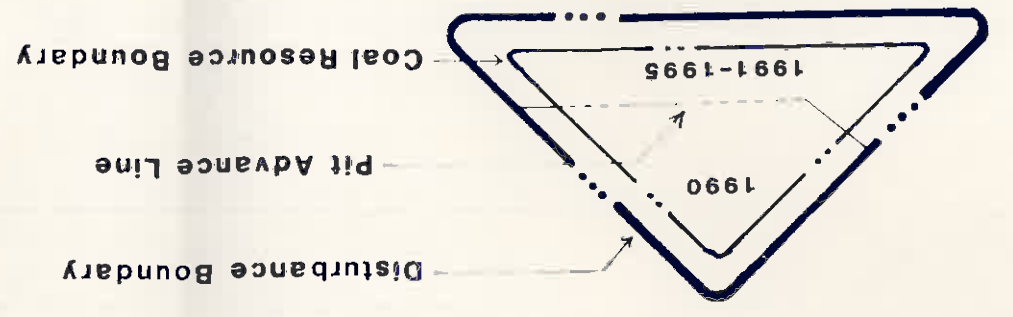 Disturbance Boundary
1990
Pit Advance Line
1991-1995
Coal Resource Boundary